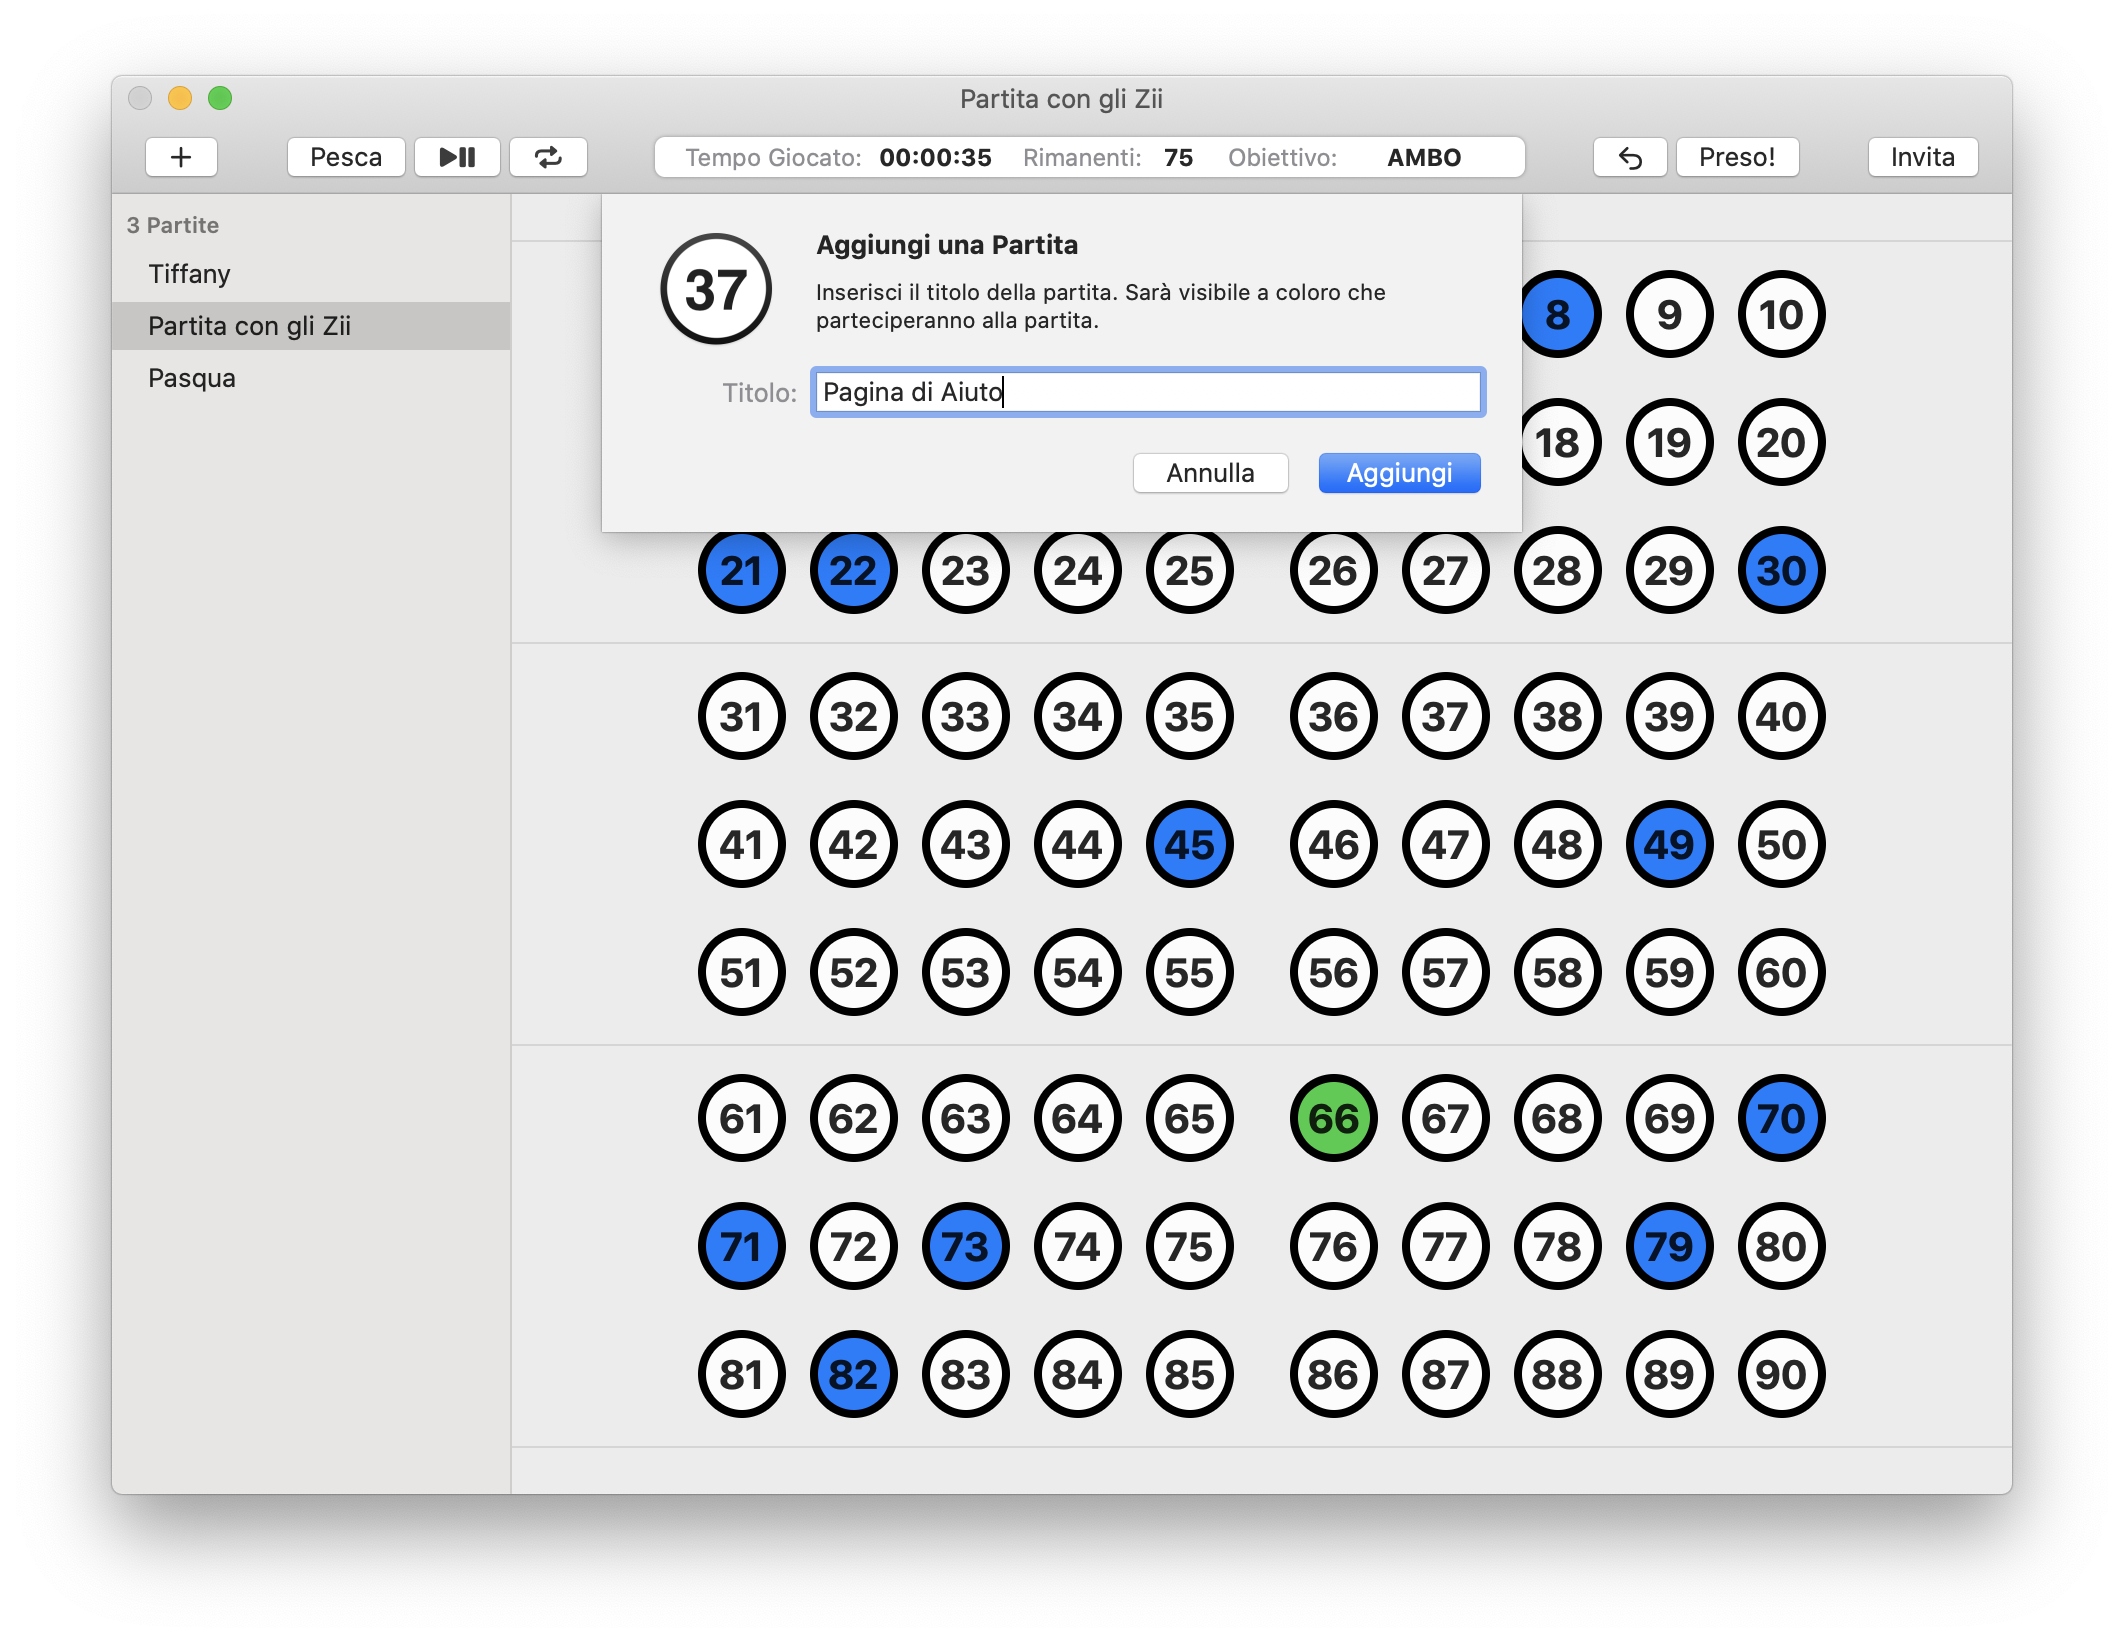 Partita con gli Zii
+ Pesca Tempo Giocato: 00:00:35 Rimanenti: 75 Obiettivo: AMBO Preso! Invita
3 Partite
Tiffany
Partita con gli Zii
Pasqua
37
Aggiungi una Partita
Inserisci il titolo della partita. Sarà visibile a coloro che
parteciperanno alla partita.
Titolo: Pagina di Aiuto
Annulla Aggiungi
8 9 10
18 19 20
21 22 23 24 25 26 27 28 29 30
31 32 33 34 35 36 37 38 39 40
41 42 43 44 45 46 47 48 49 50
51 52 53 54 55 56 57 58 59 60
61 62 63 64 65 66 67 68 69 70
71 72 73 74 75 76 77 78 79 80
81 82 83 84 85 86 87 88 89 90